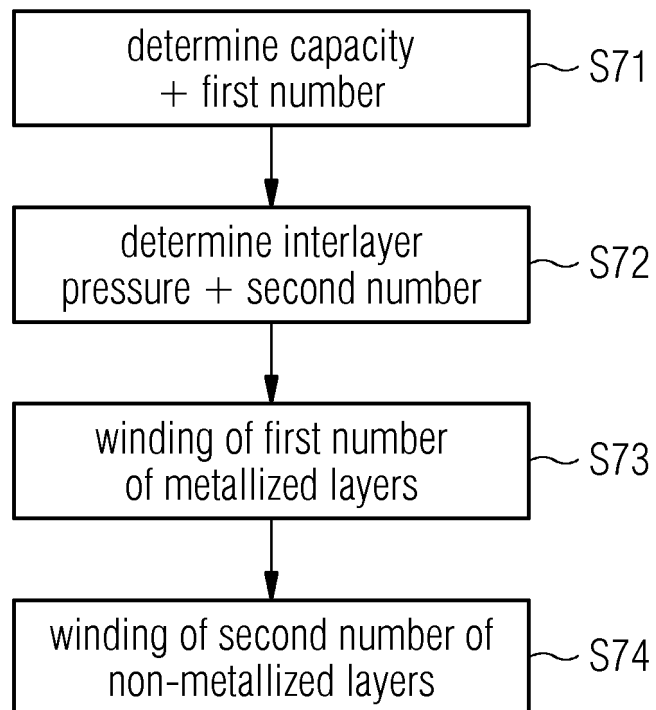 determine capacity
+ first number
S71
determine interlayer
pressure + second number
S72
winding of first number
of metallized layers
S73
winding of second number of
non-metallized layers
S74